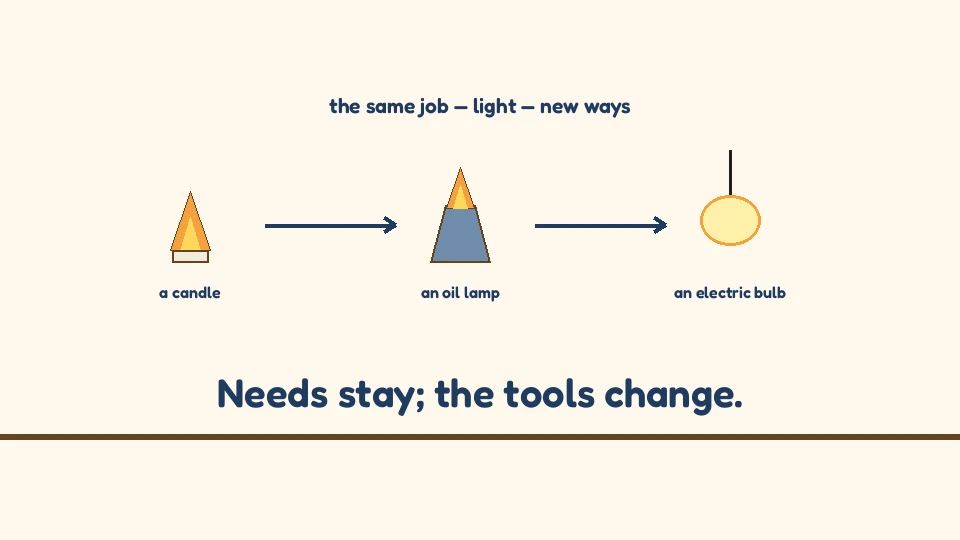 the same job — light — new ways
a candle
an oil lamp
an electric bulb
Needs stay; the tools change.